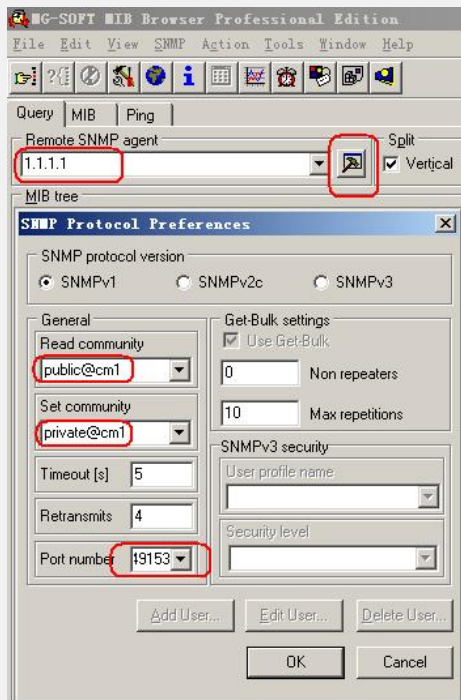 MG-SOFT MIB Browser Professional Edition
File Edit View SNMP Action Tools Window Help
Query MIB Ping
Remote SNMP agent
Split
1.1.1.1
Vertical
MIB tree
SNMP Protocol Preferences
SNMP protocol version
SNMPv1 SNMPv2c SNMPv3
General
Get-Bulk settings
Read community
Use Get-Bulk
public@cm1
0 Non repeaters
Set community
private@cm1
10 Max repetitions
SNMPv3 security
Timeout [s] 5
User profile name
Retransmits 4
Security level
Port number 49153
Add User... Edit User... Delete User...
OK Cancel